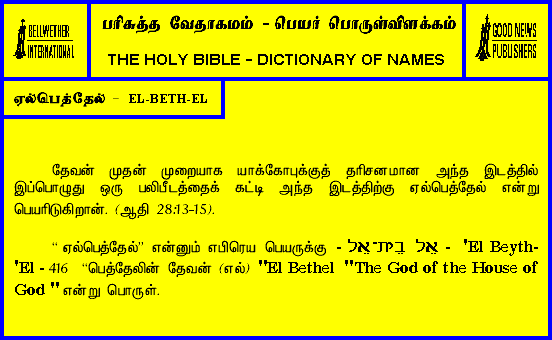 BELLWETHER
INTERNATIONAL
பரிசுத்த வேதாகமம் - பெயர் பொருள்விளக்கம்
THE HOLY BIBLE - DICTIONARY OF NAMES
GOOD NEWS
PUBLISHERS
ஏல்பெத்தேல் - EL-BETH-EL
தேவன் முதன் முறையாக யாக்கோபுக்குத் தரிசனமான அந்த இடத்தில்
இப்பொழுது ஒரு பலிபீடத்தைக் கட்டி அந்த இடத்திற்கு ஏல்பெத்தேல் என்று
பெயரிடுகிறான். (ஆதி 28:13-15).
“ ஏல்பெத்தேல்” என்னும் எபிரெய பெயருக்கு - אֵל בֵּית־אֵל - 'El Beyth-
'El - 416 “பெத்தேலின் தேவன் (எல்) "El Bethel "The God of the House of
God " என்று பொருள்.